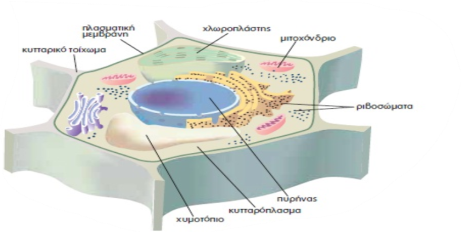 πλασματική
μεμβράνη
χλωροπλάστης
μιτοχόνδριο
κυτταρικό τοίχωμα
ριβοσώματα
πυρήνας
κυτταρόπλασμα
χυμοτόπιο